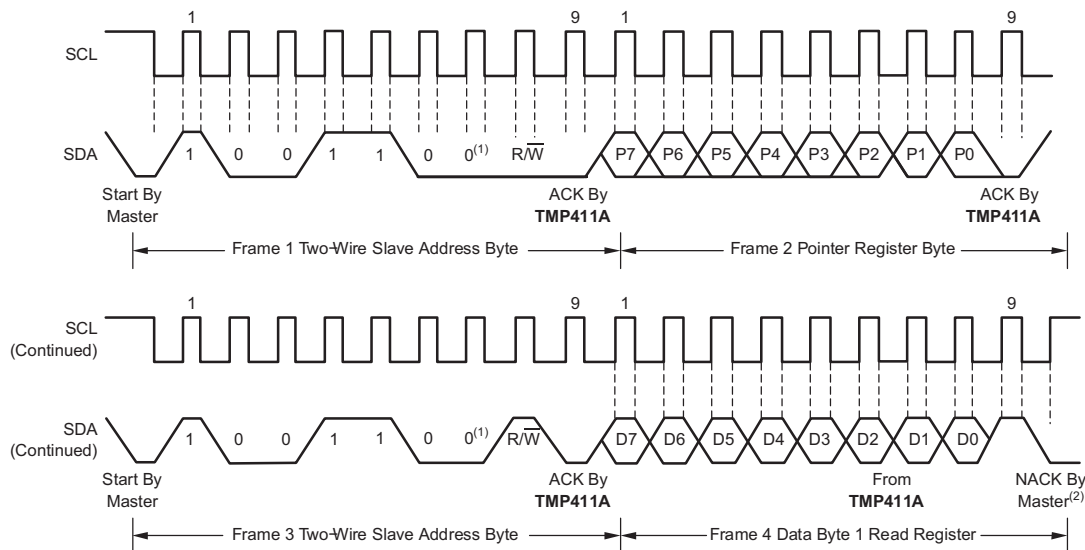 1 9 1 9
SCL
SDA
1 0 0 1 1 0 0(1) R/W P7 P6 P5 P4 P3 P2 P1 P0
Start By
Master
ACK By
TMP411A
ACK By
TMP411A
Frame 1 Two-Wire Slave Address Byte
Frame 2 Pointer Register Byte
1 9 1 9
SCL
(Continued)
SDA
(Continued)
1 0 0 1 1 0 0(1) R/W D7 D6 D5 D4 D3 D2 D1 D0
Start By
Master
ACK By
TMP411A
From
TMP411A
NACK By
Master(2)
Frame 3 Two-Wire Slave Address Byte
Frame 4 Data Byte 1 Read Register